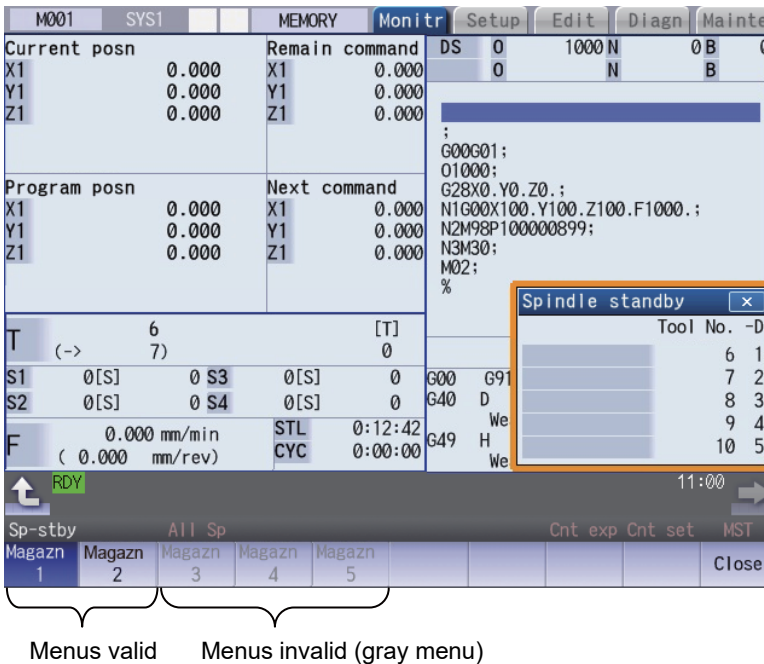 M001 SYS1 MEMORY Monitr Setup Edit Diagn Mainte
Current posn
X1 0.000
Y1 0.000
Z1 0.000
Remain command
X1 0.000
Y1 0.000
Z1 0.000
Program posn
X1 0.000
Y1 0.000
Z1 0.000
Next command
X1 0.000
Y1 0.000
Z1 0.000
DS O 1000 N 0 B
O N B
;
G00G01;
O1000;
G28X0.Y0.Z0.;
N1G00X100.Y100.Z100.F1000.;
N2M98P100000899;
N3M30;
M02;
%
T 6 [T]
(-> 7) 0
S1 0[S] 0 S3 0[S] 0
S2 0[S] 0 S4 0[S] 0
F 0.000 mm/min
( 0.000 mm/rev)
STL 0:12:42
CYC 0:00:00
G00 G91
G40 D
We
G49 H
We
Spindle standby ×
Tool No. -D
6 1
7 2
8 3
9 4
10 5
RDY 11:00
Sp-stby All Sp Cnt exp Cnt set MST
Magazn 1
Magazn 2
Magazn 3
Magazn 4
Magazn 5
Close
Menus valid Menus invalid (gray menu)